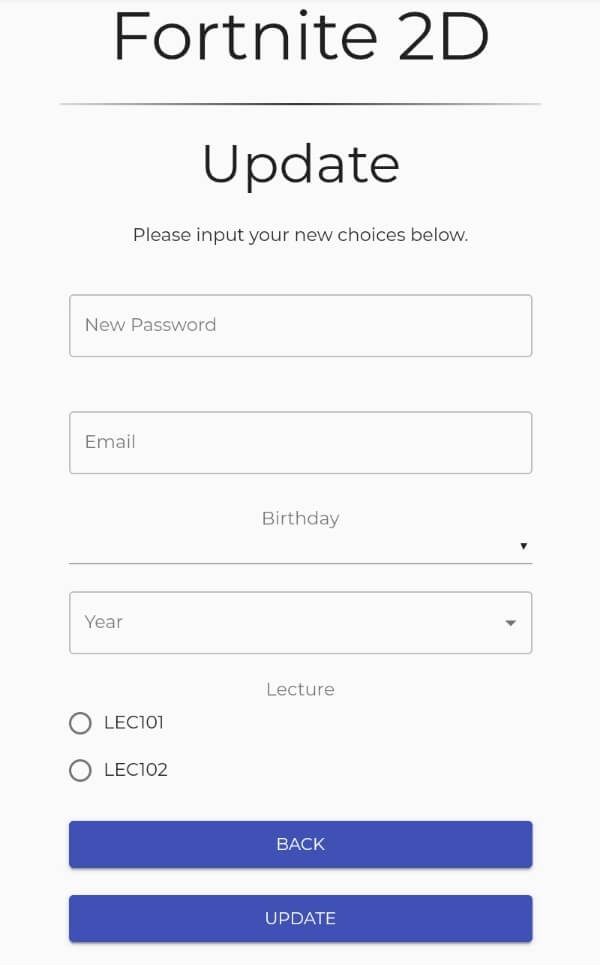 Fortnite 2D
Update
Please input your new choices below.
New Password
Email
Birthday
Year
Lecture
LEC101
LEC102
BACK
UPDATE